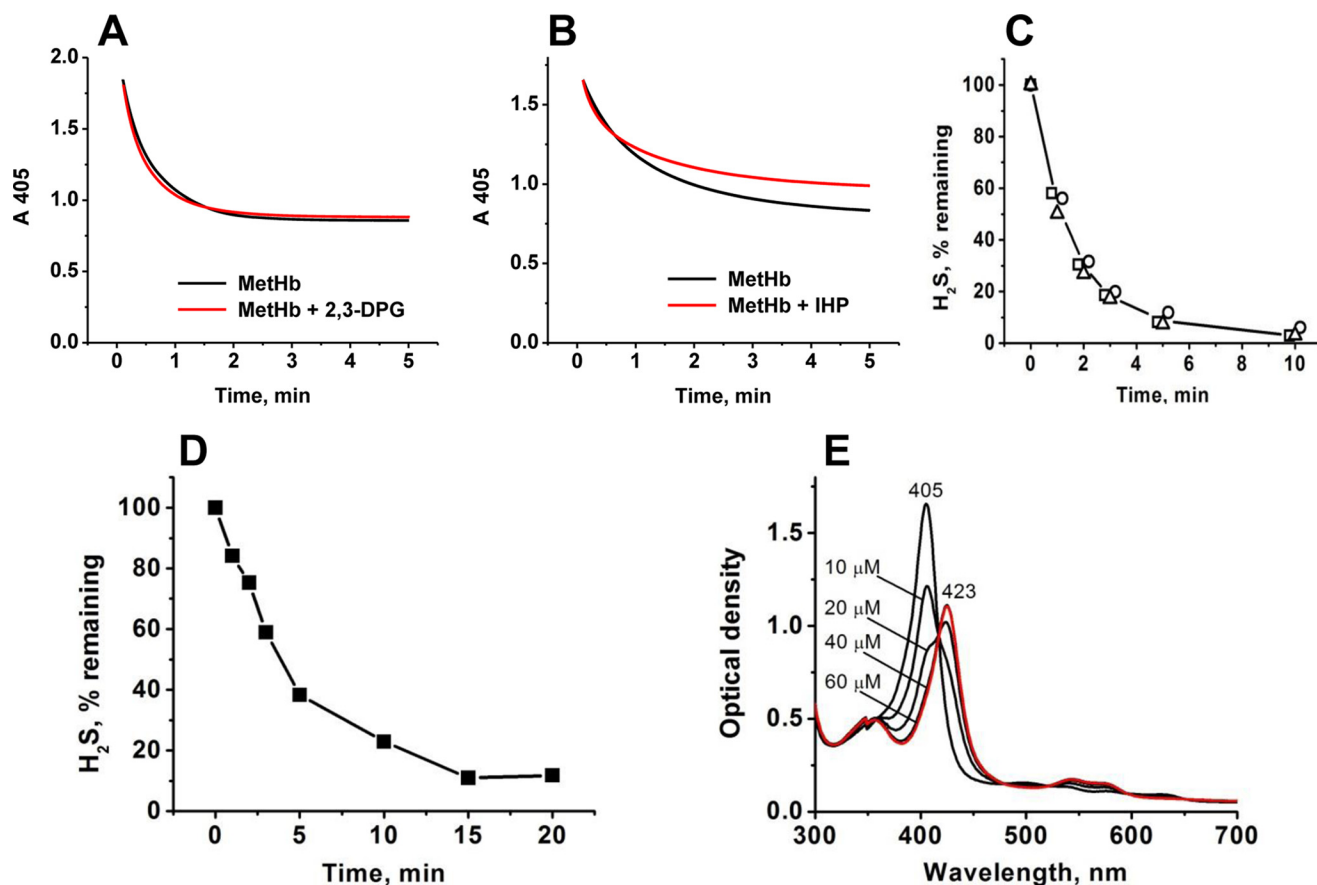 A
2.0
1.5
1.0
0.5
0.0
A 405
MetHb
MetHb + 2,3-DPG
0 1 2 3 4 5
Time, min
B
1.5
1.0
0.5
0.0
A 405
MetHb
MetHb + IHP
0 1 2 3 4 5
Time, min
C
100
80
60
40
20
0
H₂S, % remaining
0 2 4 6 8 10
Time, min
D
100
80
60
40
20
0
H₂S, % remaining
0 5 10 15 20
Time, min
E
1.5
1.0
0.5
0.0
Optical density
405
423
10 µM
20 µM
40 µM
60 µM
300 400 500 600 700
Wavelength, nm